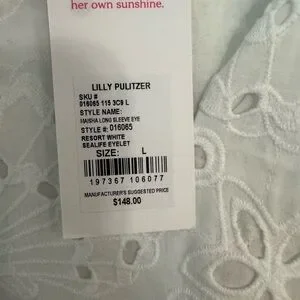 her own sunshine.
LILLY PULITZER
SKU #
016065 115 3C9 L
STYLE NAME:
MAISHA LONG SLEEVE EYE
STYLE #: 016065
RESORT WHITE
SEALIFE EYELET
SIZE: L
197367 106077
MANUFACTURER'S SUGGESTED PRICE
$148.00